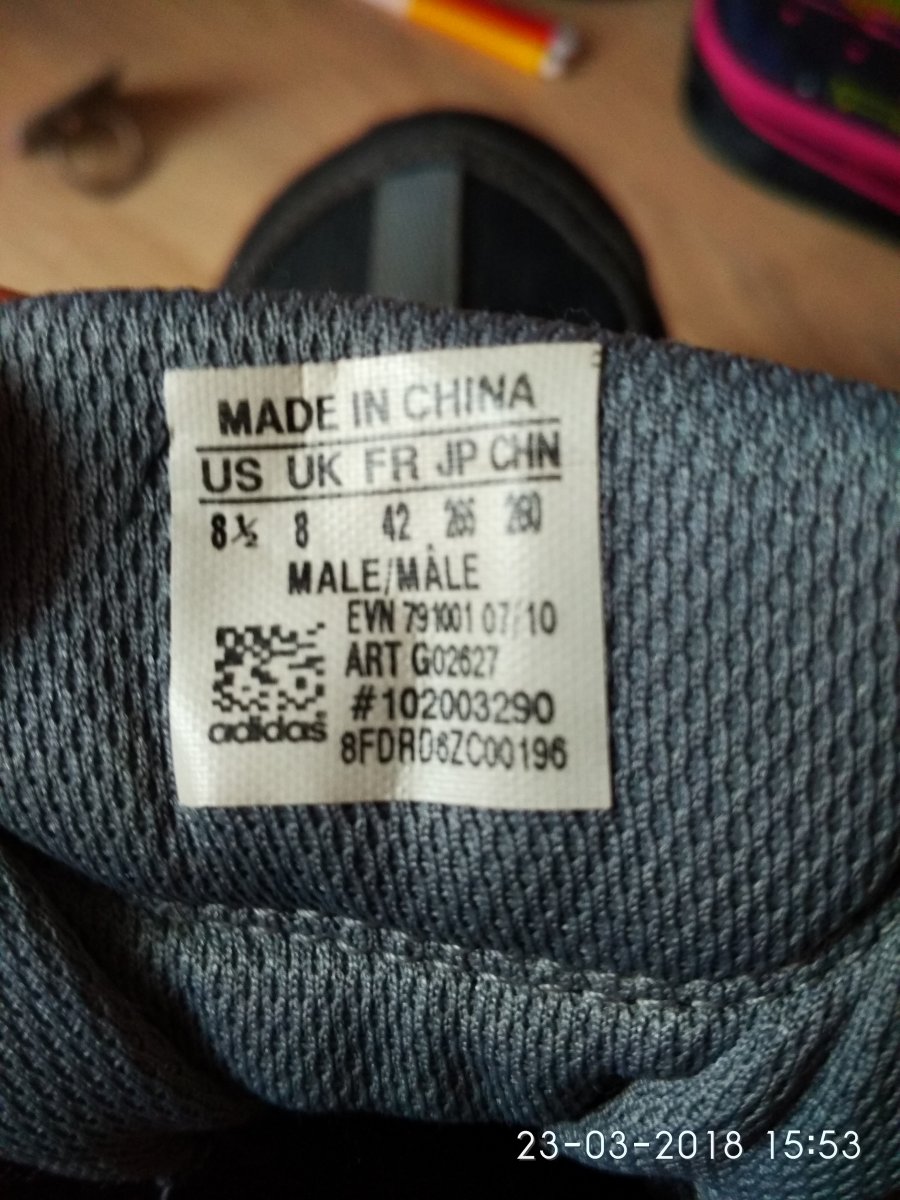 MADE IN CHINA
US UK FR JP CHN
8½ 8 42 265 260
MALE/MÂLE
EVN 791001 07/10
ART G02627
#102003290
adidas
8FDRD6ZC00196
23-03-2018 15:53